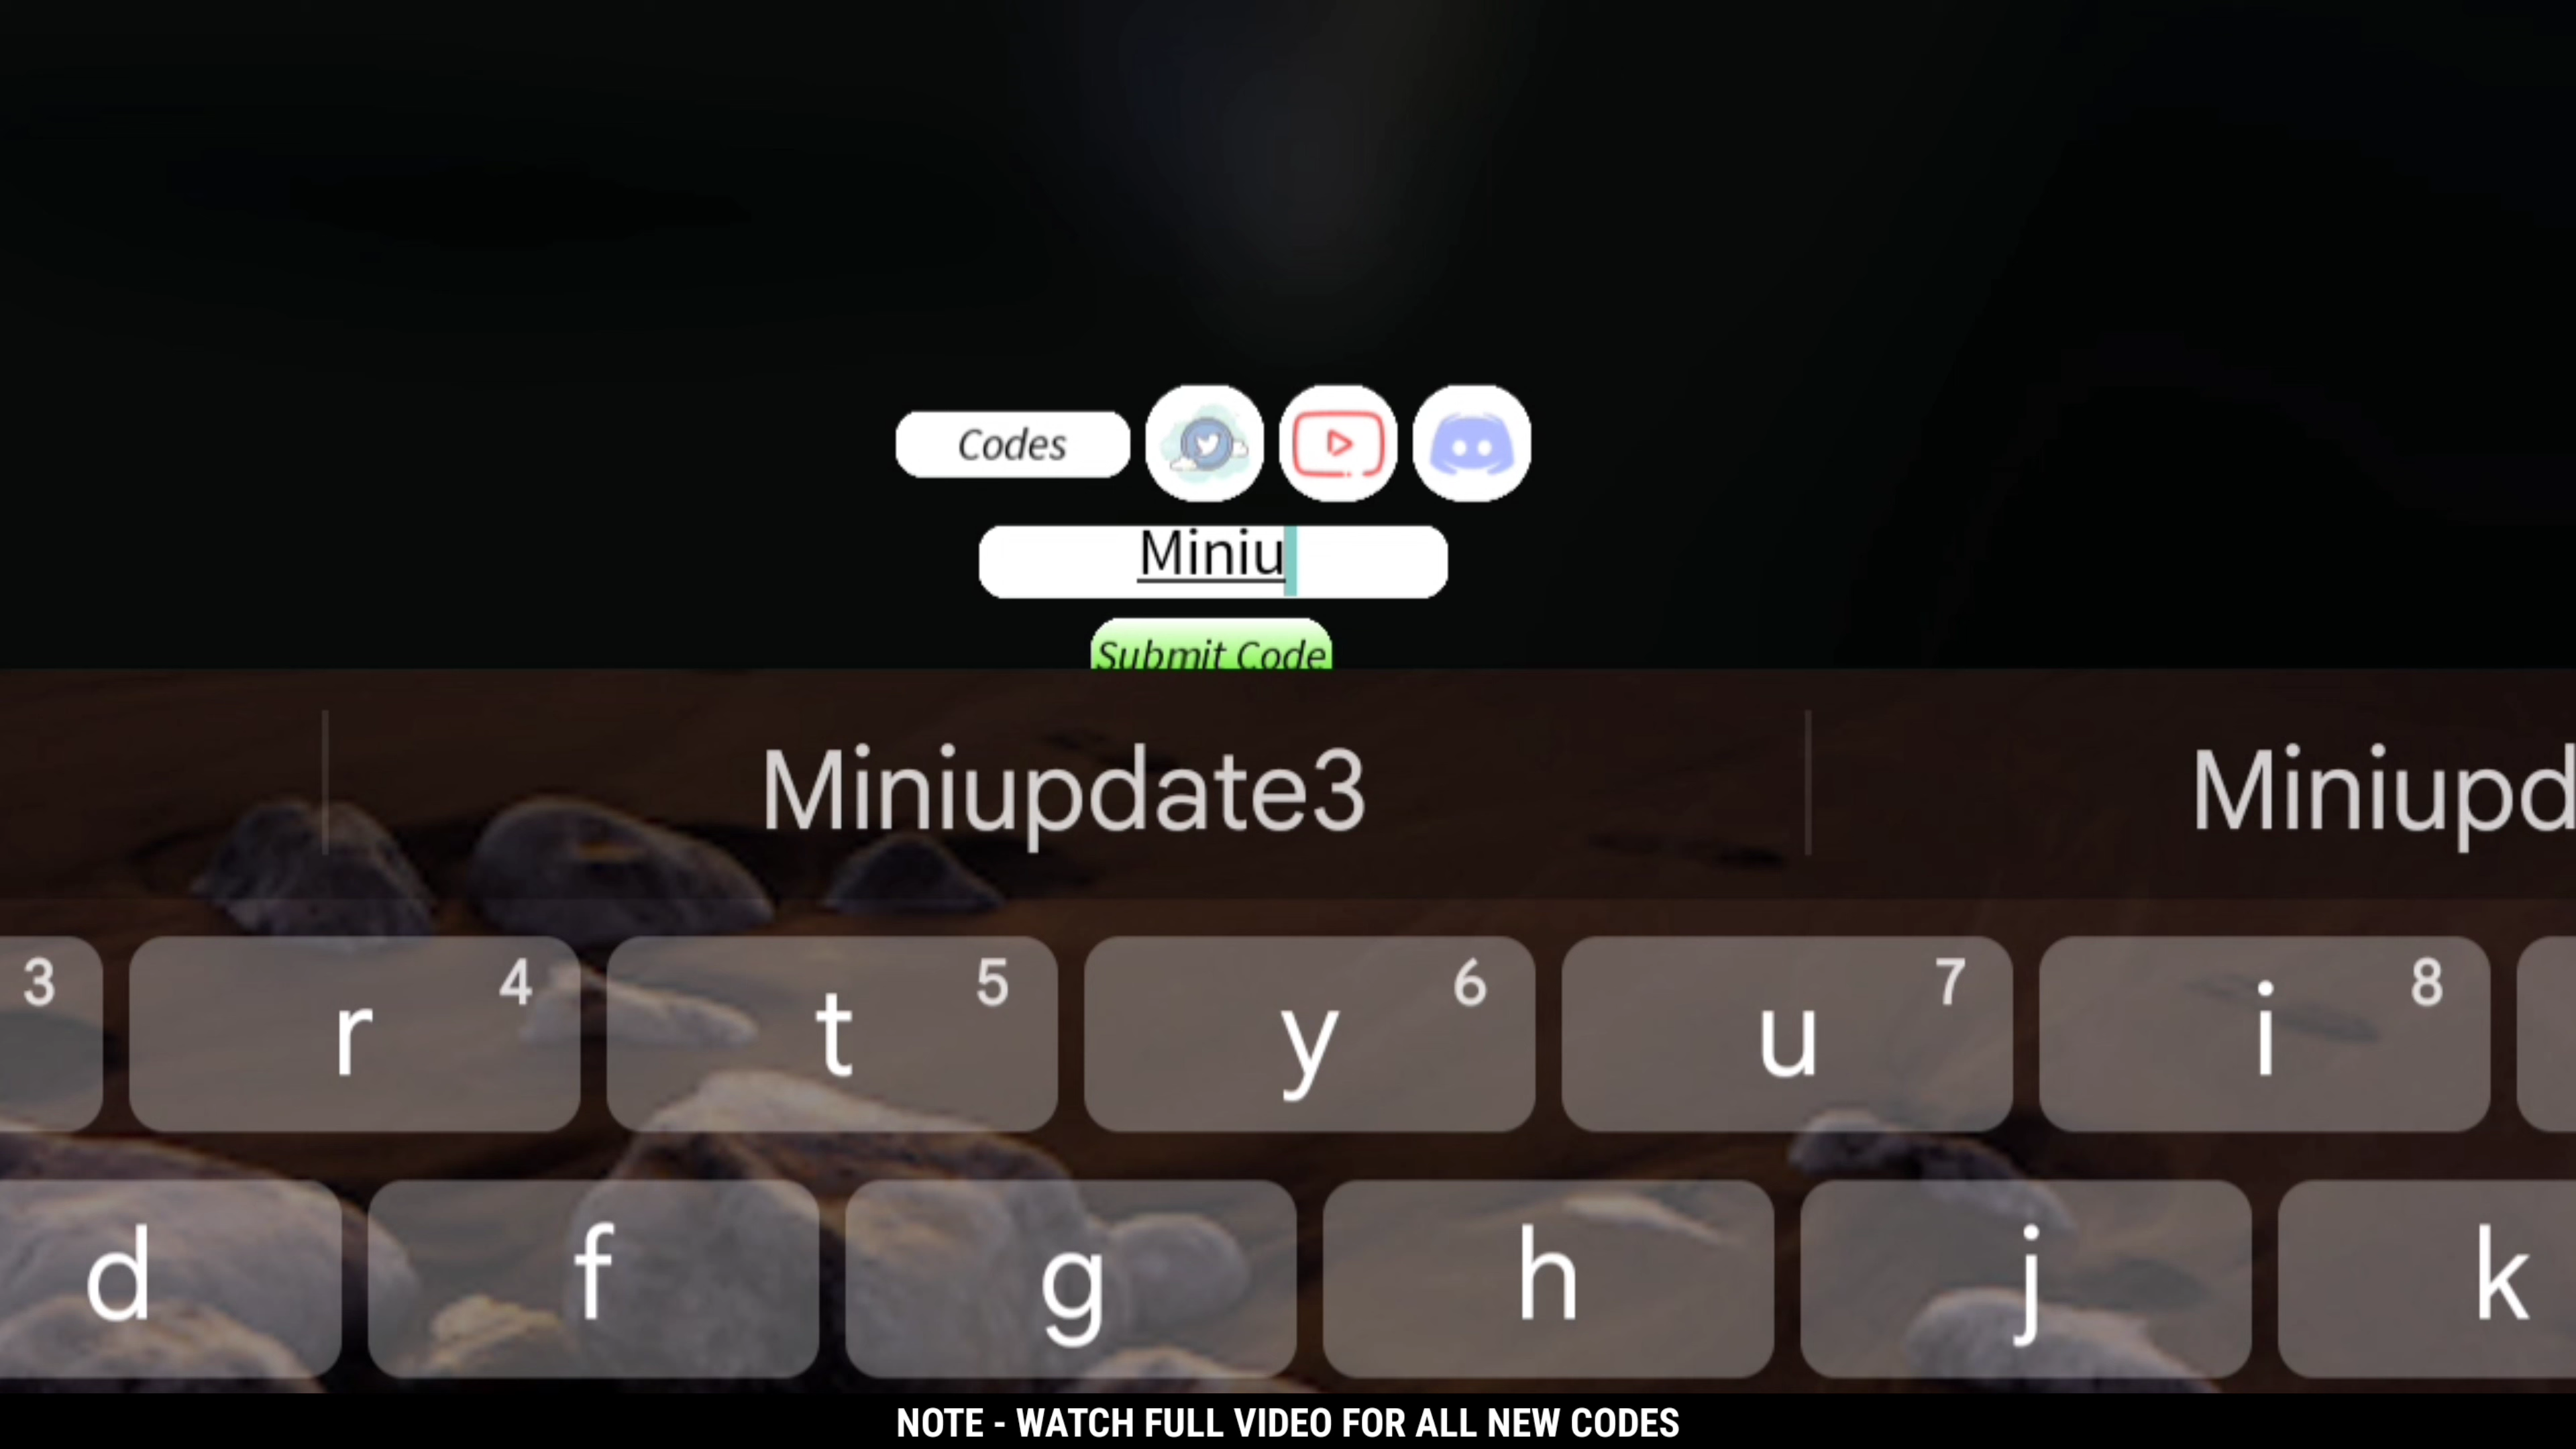 Codes
Miniu
Submit Code
Miniupdate3 Miniupd
3 r 4 t 5 y 6 u 7 i 8
d f g h j k
NOTE - WATCH FULL VIDEO FOR ALL NEW CODES